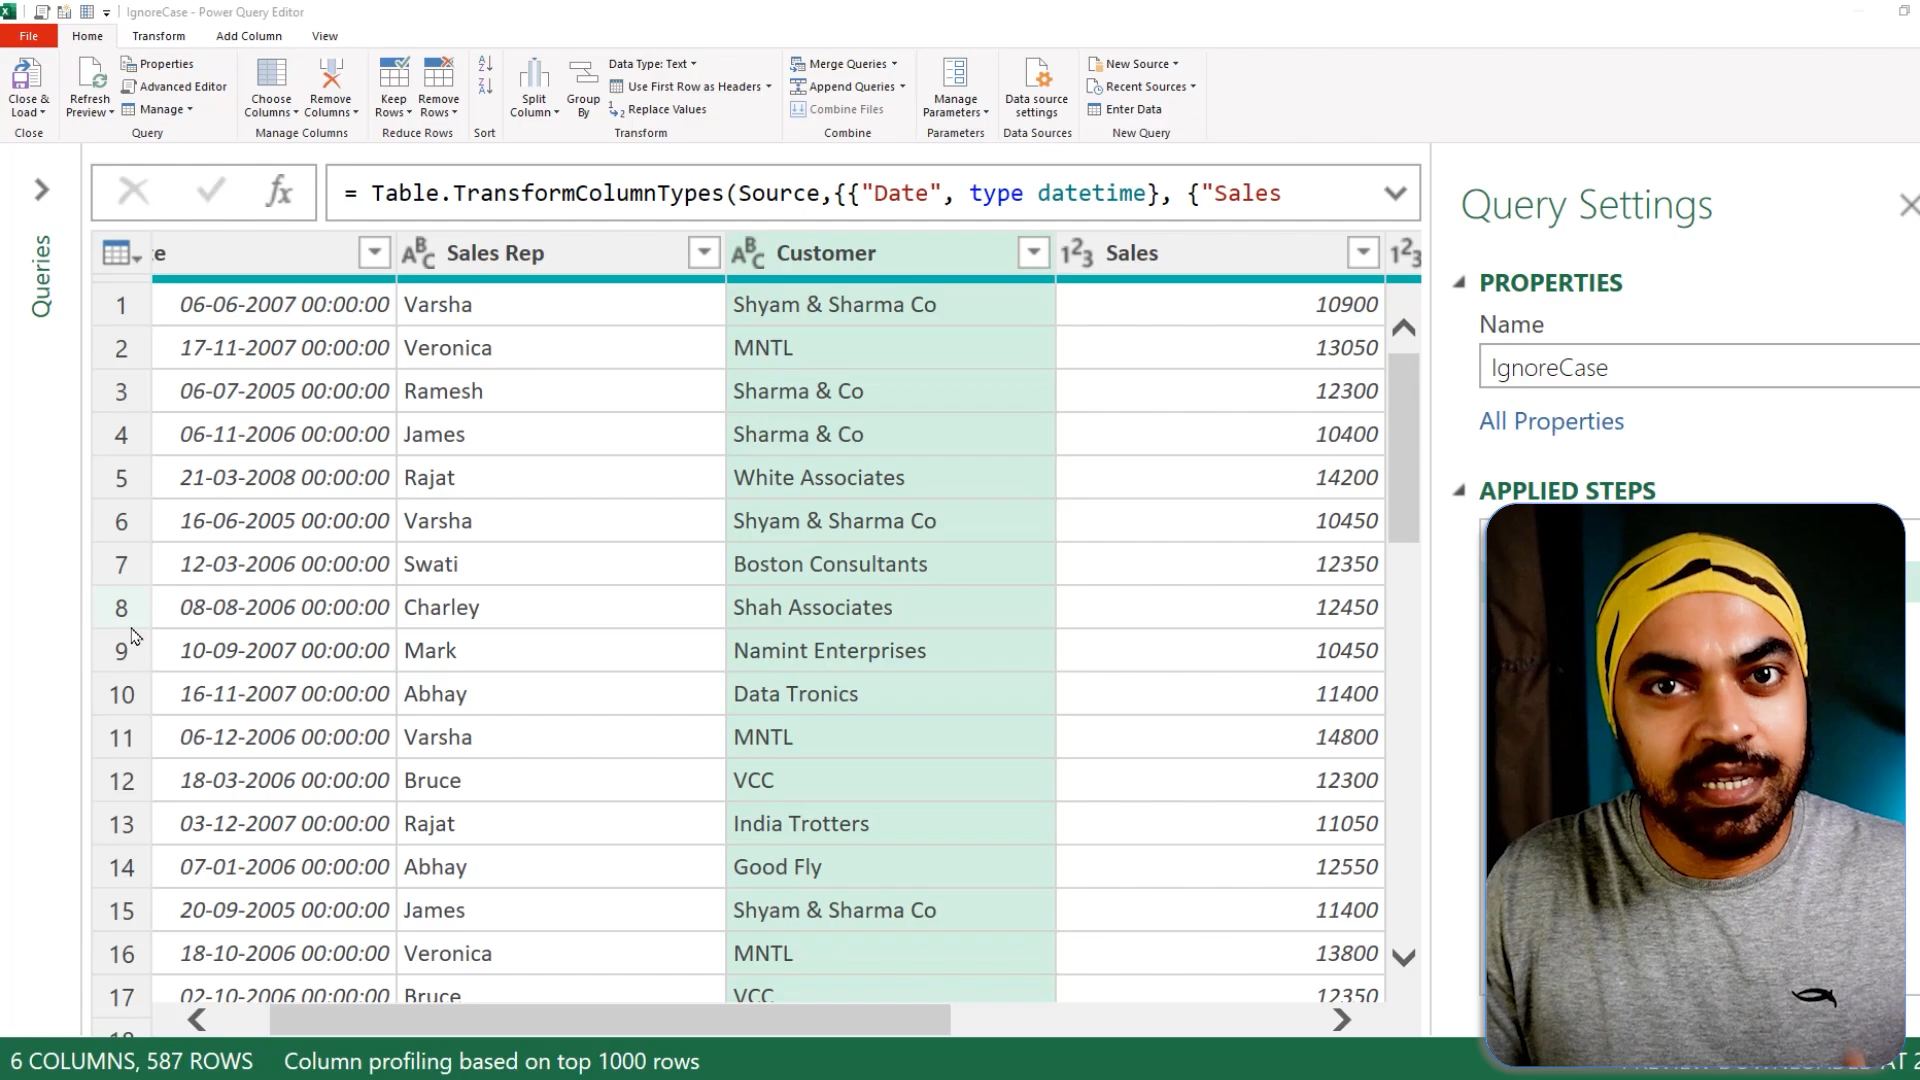 IgnoreCase - Power Query Editor
File Home Transform Add Column View
Close & Load
Close
Refresh Preview
Properties
Advanced Editor
Manage
Query
Choose Columns
Remove Columns
Manage Columns
Keep Rows
Remove Rows
Reduce Rows
Sort
Split Column
Group By
Data Type: Text
Use First Row as Headers
Replace Values
Transform
Merge Queries
Append Queries
Combine Files
Combine
Manage Parameters
Parameters
Data source settings
Data Sources
New Source
Recent Sources
Enter Data
New Query
Queries
= Table.TransformColumnTypes(Source,{{"Date", type datetime}, {"Sales
e Sales Rep Customer Sales
1 06-06-2007 00:00:00 Varsha Shyam & Sharma Co 10900
2 17-11-2007 00:00:00 Veronica MNTL 13050
3 06-07-2005 00:00:00 Ramesh Sharma & Co 12300
4 06-11-2006 00:00:00 James Sharma & Co 10400
5 21-03-2008 00:00:00 Rajat White Associates 14200
6 16-06-2005 00:00:00 Varsha Shyam & Sharma Co 10450
7 12-03-2006 00:00:00 Swati Boston Consultants 12350
8 08-08-2006 00:00:00 Charley Shah Associates 12450
9 10-09-2007 00:00:00 Mark Namint Enterprises 10450
10 16-11-2007 00:00:00 Abhay Data Tronics 11400
11 06-12-2006 00:00:00 Varsha MNTL 14800
12 18-03-2006 00:00:00 Bruce VCC 12300
13 03-12-2007 00:00:00 Rajat India Trotters 11050
14 07-01-2006 00:00:00 Abhay Good Fly 12550
15 20-09-2005 00:00:00 James Shyam & Sharma Co 11400
16 18-10-2006 00:00:00 Veronica MNTL 13800
17 02-10-2006 00:00:00 Bruce VCC 12350
Query Settings
PROPERTIES
Name
IgnoreCase
All Properties
APPLIED STEPS
6 COLUMNS, 587 ROWS Column profiling based on top 1000 rows